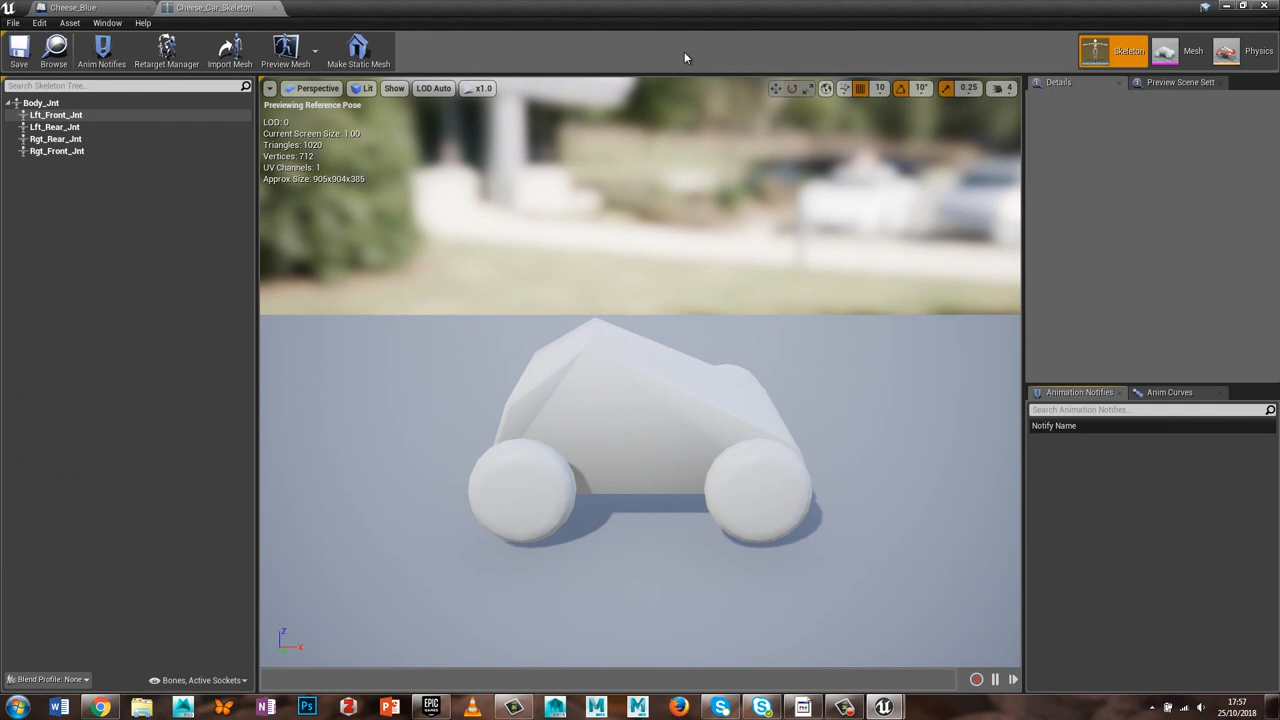 Cheese_Blue
Cheese_Car_Skeleton
File Edit Asset Window Help
Save Browse Anim Notifies Retarget Manager Import Mesh Preview Mesh Make Static Mesh Skeleton Mesh Physics
Search Skeleton Tree...
Body_Jnt
Lft_Front_Jnt
Lft_Rear_Jnt
Rgt_Rear_Jnt
Rgt_Front_Jnt
Perspective Lit Show LOD Auto x1.0 10 10° 0.25 4
Previewing Reference Pose
LOD: 0
Current Screen Size: 1.00
Triangles: 1020
Vertices: 712
UV Channels: 1
Approx Size: 905x904x385
Z
X
Details Preview Scene Sett
Animation Notifies Anim Curves
Search Animation Notifies...
Notify Name
Blend Profile: None
Bones, Active Sockets
EPIC GAMES
17:57
25/10/2018